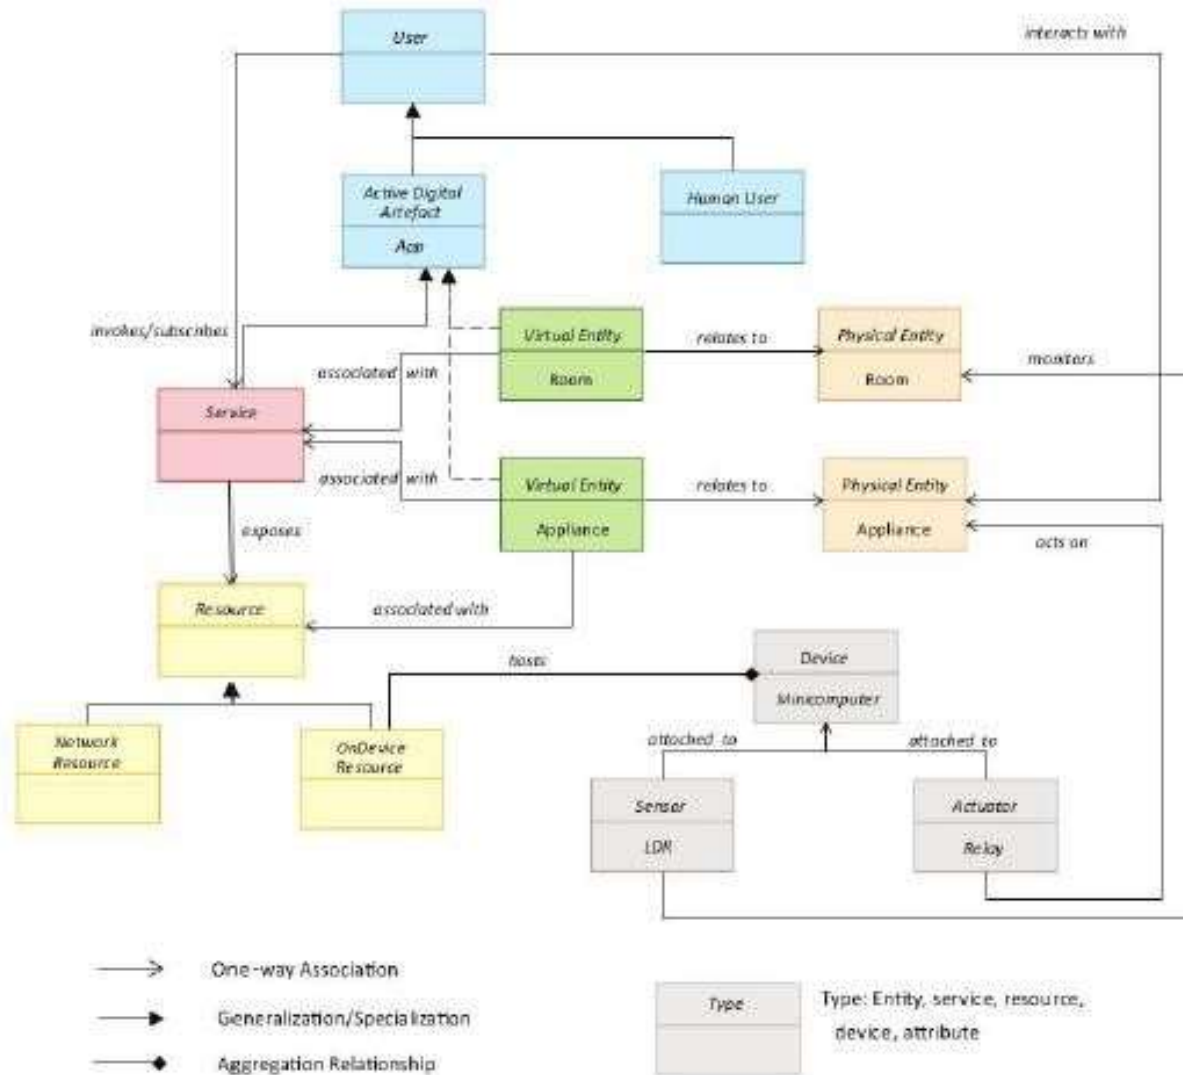 User
interacts with
Active Digital
Artefact
App
Human User
invokes/subscribes
Virtual Entity
Room
relates to
Physical Entity
Room
monitors
associated with
Service
associated with
Virtual Entity
Appliance
relates to
Physical Entity
Appliance
acts on
exposes
Resource
associated with
hosts
Device
Minicomputer
Network
Resource
OnDevice
Resource
attached to
attached to
Sensor
LDR
Actuator
Relay
One-way Association
Generalization/Specialization
Aggregation Relationship
Type
Type: Entity, service, resource,
device, attribute